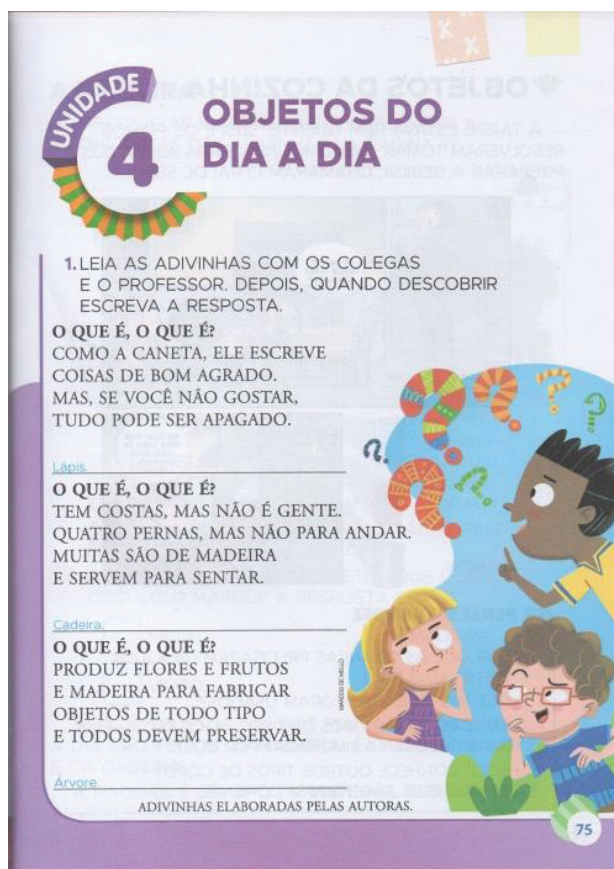 UNIDADE
4
OBJETOS DO
DIA A DIA
1. LEIA AS ADIVINHAS COM OS COLEGAS
E O PROFESSOR. DEPOIS, QUANDO DESCOBRIR
ESCREVA A RESPOSTA.
O QUE É, O QUE É?
COMO A CANETA, ELE ESCREVE
COISAS DE BOM AGRADO.
MAS, SE VOCÊ NÃO GOSTAR,
TUDO PODE SER APAGADO.
Lápis.
O QUE É, O QUE É?
TEM COSTAS, MAS NÃO É GENTE.
QUATRO PERNAS, MAS NÃO PARA ANDAR.
MUITAS SÃO DE MADEIRA
E SERVEM PARA SENTAR.
Cadeira.
O QUE É, O QUE É?
PRODUZ FLORES E FRUTOS
E MADEIRA PARA FABRICAR
OBJETOS DE TODO TIPO
E TODOS DEVEM PRESERVAR.
Árvore.
ADIVINHAS ELABORADAS PELAS AUTORAS.
MARCOS DE MELLO
75